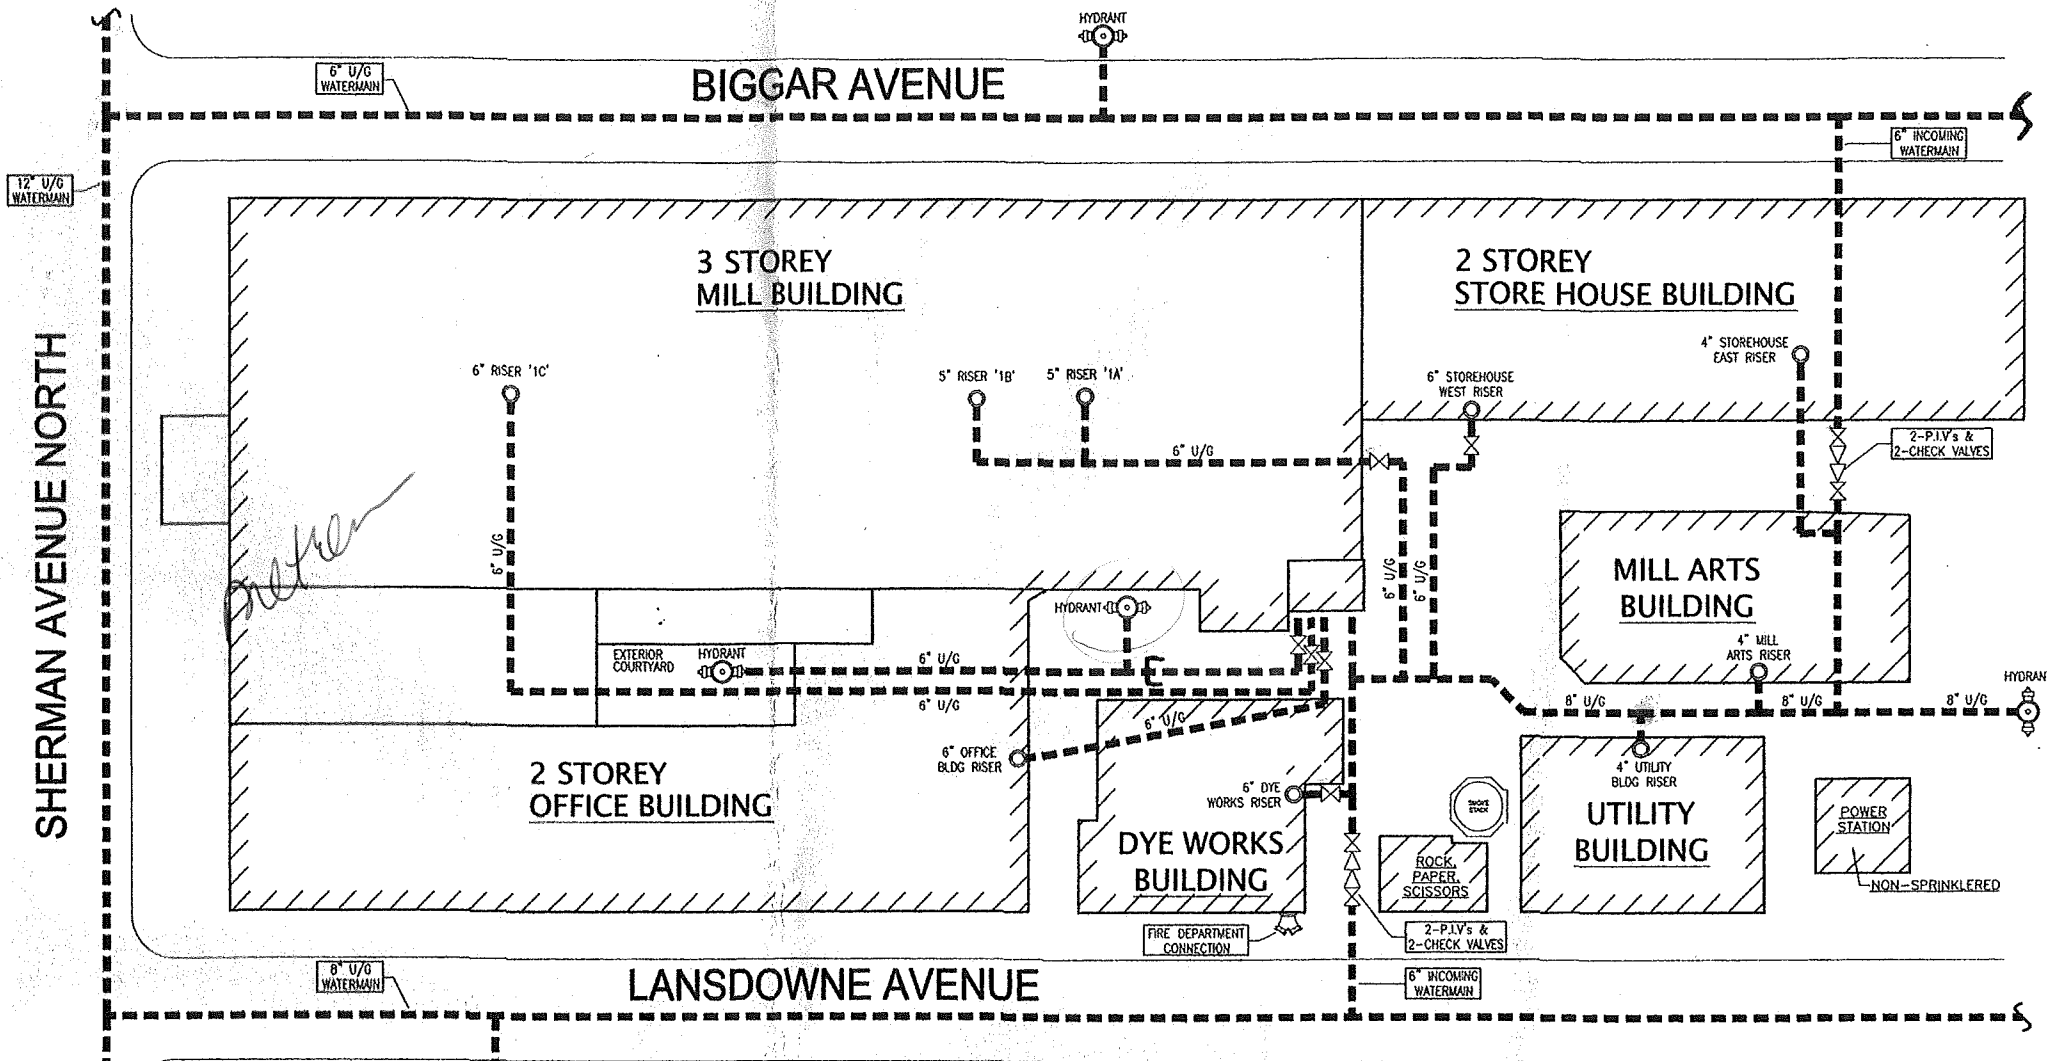 HYDRANT
6" U/G
WATERMAIN
BIGGAR AVENUE
6" INCOMING
WATERMAIN
12" U/G
WATERMAIN
3 STOREY
MILL BUILDING
2 STOREY
STORE HOUSE BUILDING
4" STOREHOUSE
EAST RISER
6" RISER '1C'
5" RISER '1B'
5" RISER '1A'
6" STOREHOUSE
WEST RISER
6" U/G
2-P.I.V's &
2-CHECK VALVES
SHERMAN AVENUE NORTH
6" U/G
6" U/G
6" U/G
MILL ARTS
BUILDING
HYDRANT
4" MILL
ARTS RISER
EXTERIOR
COURTYARD
HYDRANT
6" U/G
6" U/G
6" U/G
8" U/G
8" U/G
8" U/G
HYDRAN
6" OFFICE
BLDG RISER
2 STOREY
OFFICE BUILDING
6" DYE
WORKS RISER
4" UTILITY
BLDG RISER
SMOKE
STACK
UTILITY
BUILDING
POWER
STATION
DYE WORKS
BUILDING
ROCK,
PAPER,
SCISSORS
NON-SPRINKLERED
FIRE DEPARTMENT
CONNECTION
2-P.I.V's &
2-CHECK VALVES
8" U/G
WATERMAIN
LANSDOWNE AVENUE
6" INCOMING
WATERMAIN